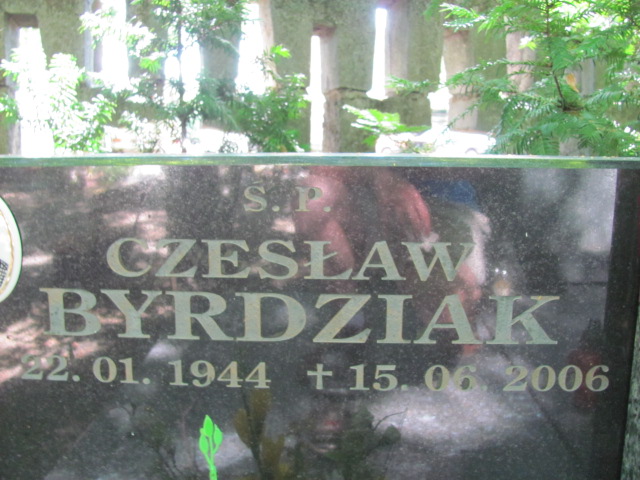 S. P.
CZESŁAW
BYRDZIAK
22. 01. 1944 ✝ 15. 06. 2006